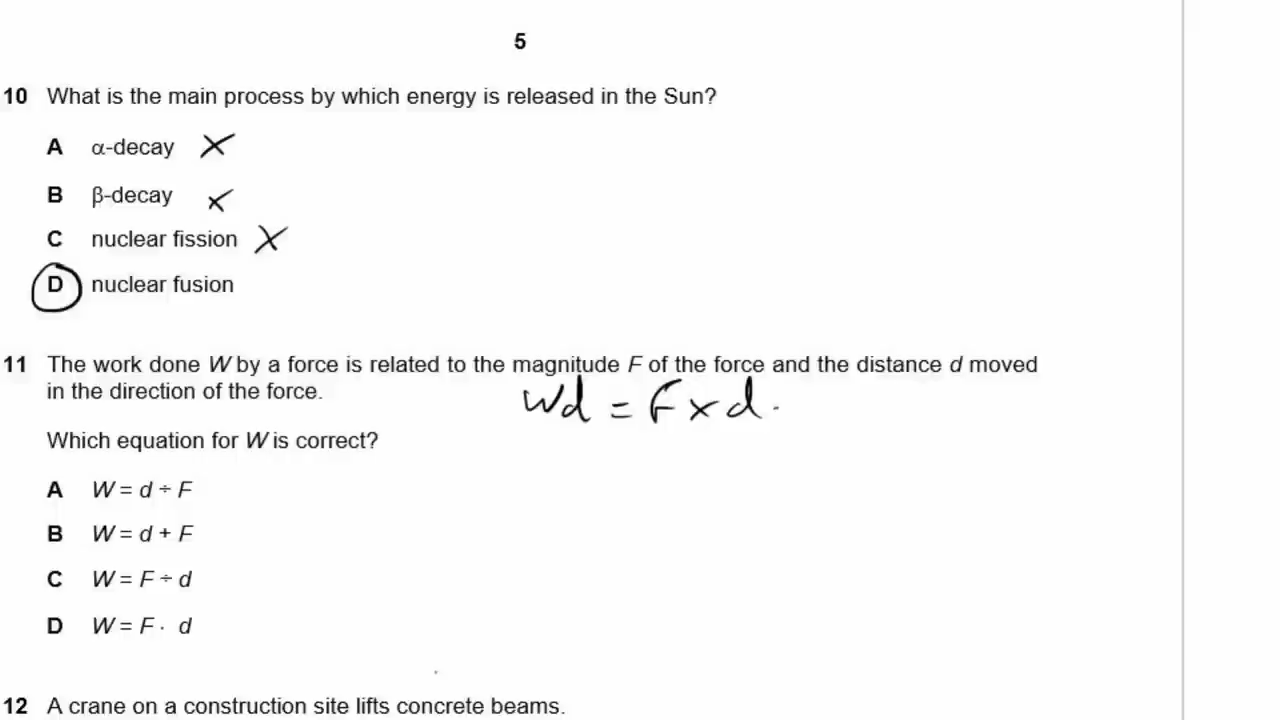 5
10 What is the main process by which energy is released in the Sun?
A α-decay ×
B β-decay ×
C nuclear fission ×
D nuclear fusion
11 The work done W by a force is related to the magnitude F of the force and the distance d moved
in the direction of the force.
Wd = F × d.
Which equation for W is correct?
A W = d ÷ F
B W = d + F
C W = F ÷ d
D W = F · d
12 A crane on a construction site lifts concrete beams.